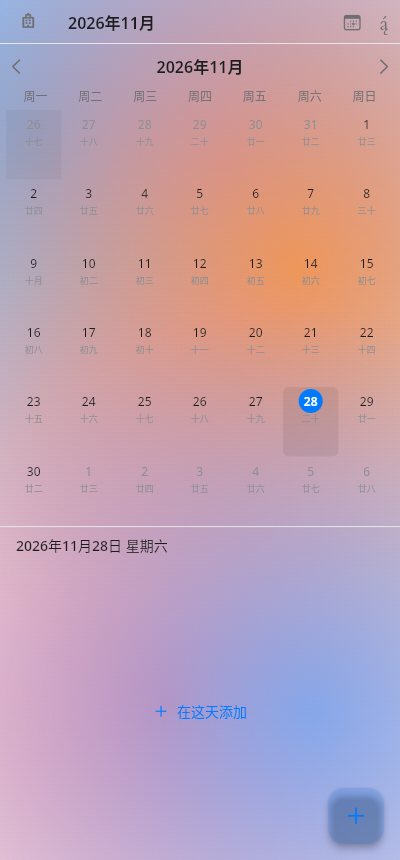 2026年11月
ą́
2026年11月
周一 周二 周三 周四 周五 周六 周日
26 27 28 29 30 31 1
十七 十八 十九 二十 廿一 廿二 廿三
2 3 4 5 6 7 8
廿四 廿五 廿六 廿七 廿八 廿九 三十
9 10 11 12 13 14 15
十月 初二 初三 初四 初五 初六 初七
16 17 18 19 20 21 22
初八 初九 初十 十一 十二 十三 十四
23 24 25 26 27 28 29
十五 十六 十七 十八 十九 二十 廿一
30 1 2 3 4 5 6
廿二 廿三 廿四 廿五 廿六 廿七 廿八
2026年11月28日 星期六
在这天添加